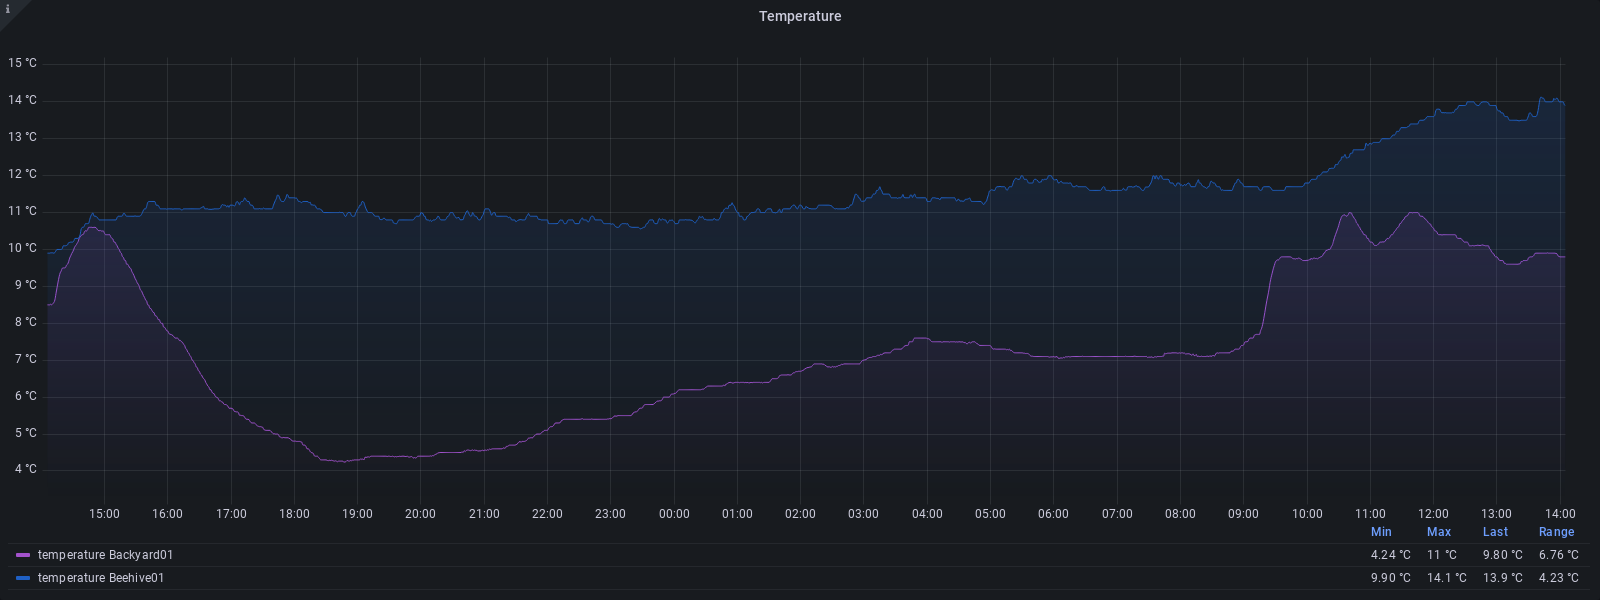 i
Temperature
15 °C
14 °C
13 °C
12 °C
11 °C
10 °C
9 °C
8 °C
7 °C
6 °C
5 °C
4 °C
15:00 16:00 17:00 18:00 19:00 20:00 21:00 22:00 23:00 00:00 01:00 02:00 03:00 04:00 05:00 06:00 07:00 08:00 09:00 10:00 11:00 12:00 13:00 14:00
Min Max Last Range
temperature Backyard01 4.24 °C 11 °C 9.80 °C 6.76 °C
temperature Beehive01 9.90 °C 14.1 °C 13.9 °C 4.23 °C